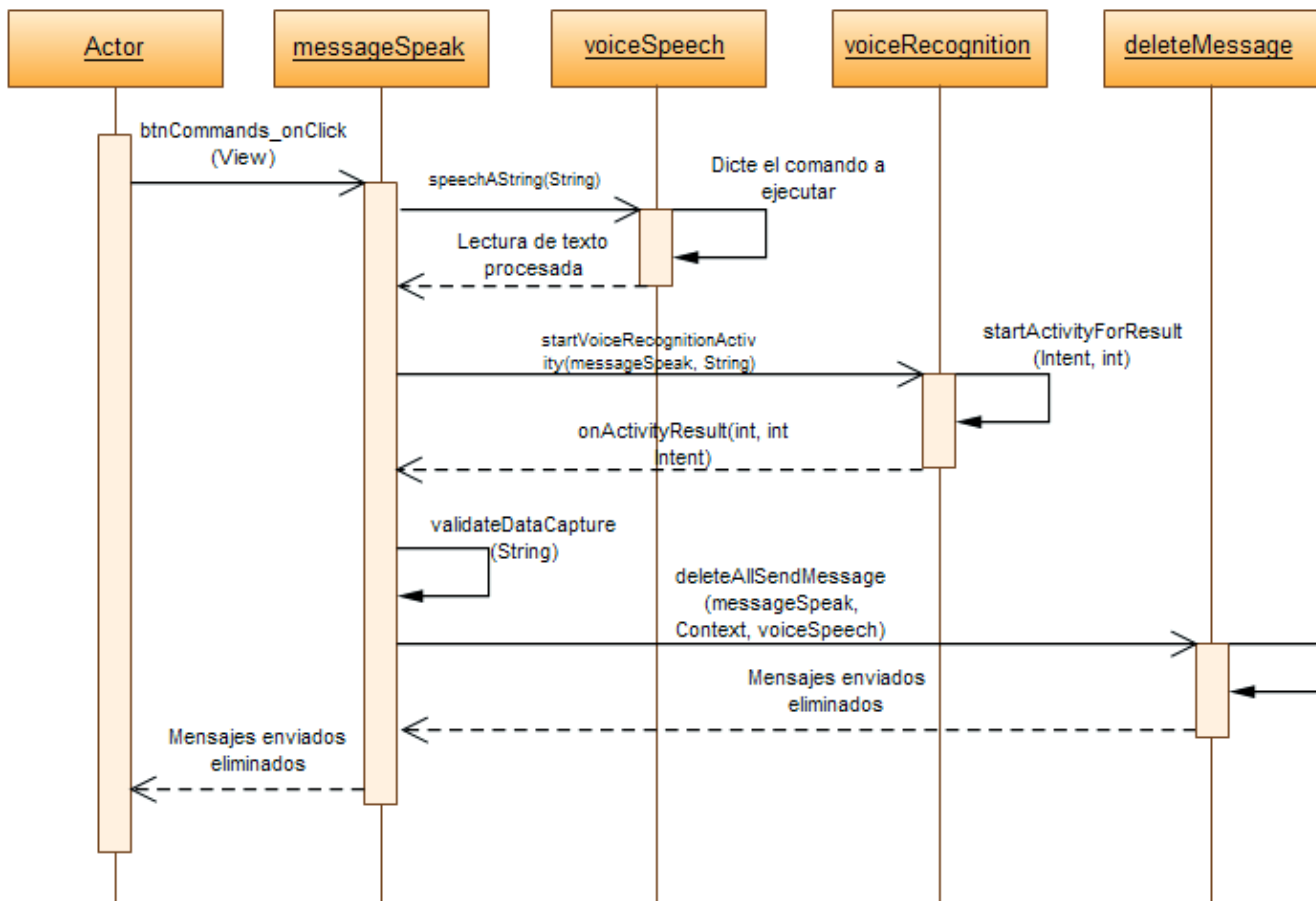 Actor
messageSpeak
voiceSpeech
voiceRecognition
deleteMessage
btnCommands_onClick
(View)
speechAString(String)
Dicte el comando a
ejecutar
Lectura de texto
procesada
startVoiceRecognitionActiv
ity(messageSpeak, String)
startActivityForResult
(Intent, int)
onActivityResult(int, int
Intent)
validateDataCapture
(String)
deleteAllSendMessage
(messageSpeak,
Context, voiceSpeech)
Mensajes enviados
eliminados
Mensajes enviados
eliminados